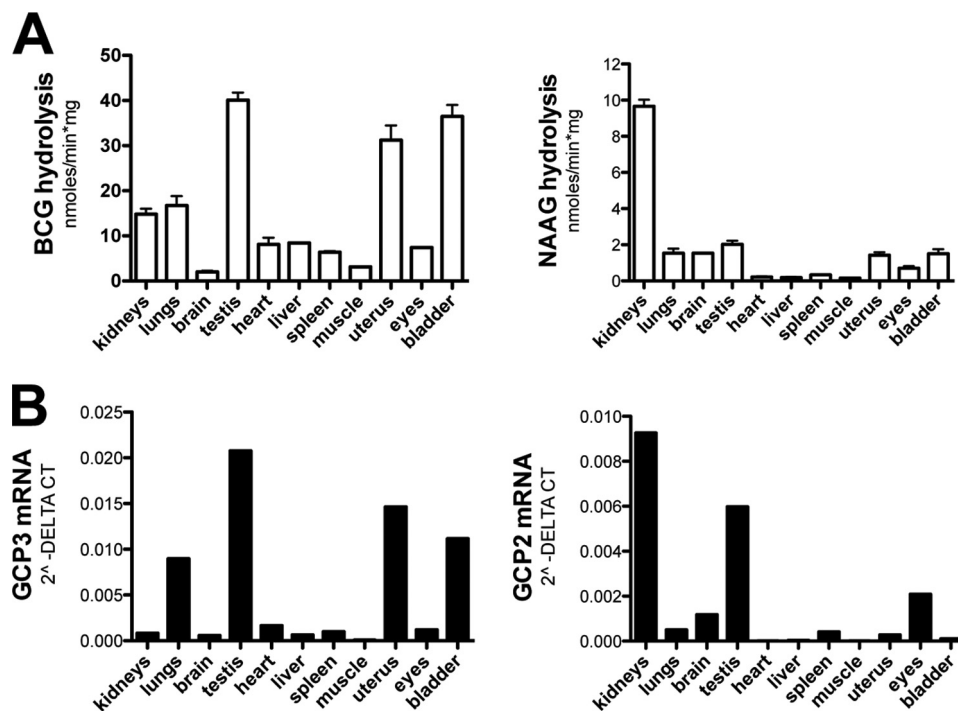 A
BCG hydrolysis
nmoles/min*mg
50
40
30
20
10
0
kidneys
lungs
brain
testis
heart
liver
spleen
muscle
uterus
eyes
bladder
NAAG hydrolysis
nmoles/min*mg
12
10
8
6
4
2
0
kidneys
lungs
brain
testis
heart
liver
spleen
muscle
uterus
eyes
bladder
B
GCP3 mRNA
2^ -DELTA CT
0.025
0.020
0.015
0.010
0.005
0.000
kidneys
lungs
brain
testis
heart
liver
spleen
muscle
uterus
eyes
bladder
GCP2 mRNA
2^ -DELTA CT
0.010
0.008
0.006
0.004
0.002
0.000
kidneys
lungs
brain
testis
heart
liver
spleen
muscle
uterus
eyes
bladder